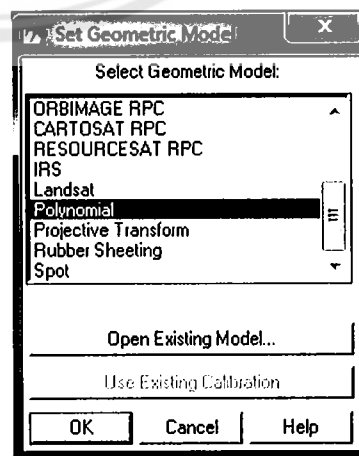 Set Geometric Model
X
Select Geometric Model:
ORBIMAGE RPC
CARTOSAT RPC
RESOURCESAT RPC
IRS
Landsat
Polynomial
Projective Transform
Rubber Sheeting
Spot
Open Existing Model...
Use Existing Calibration
OK Cancel Help